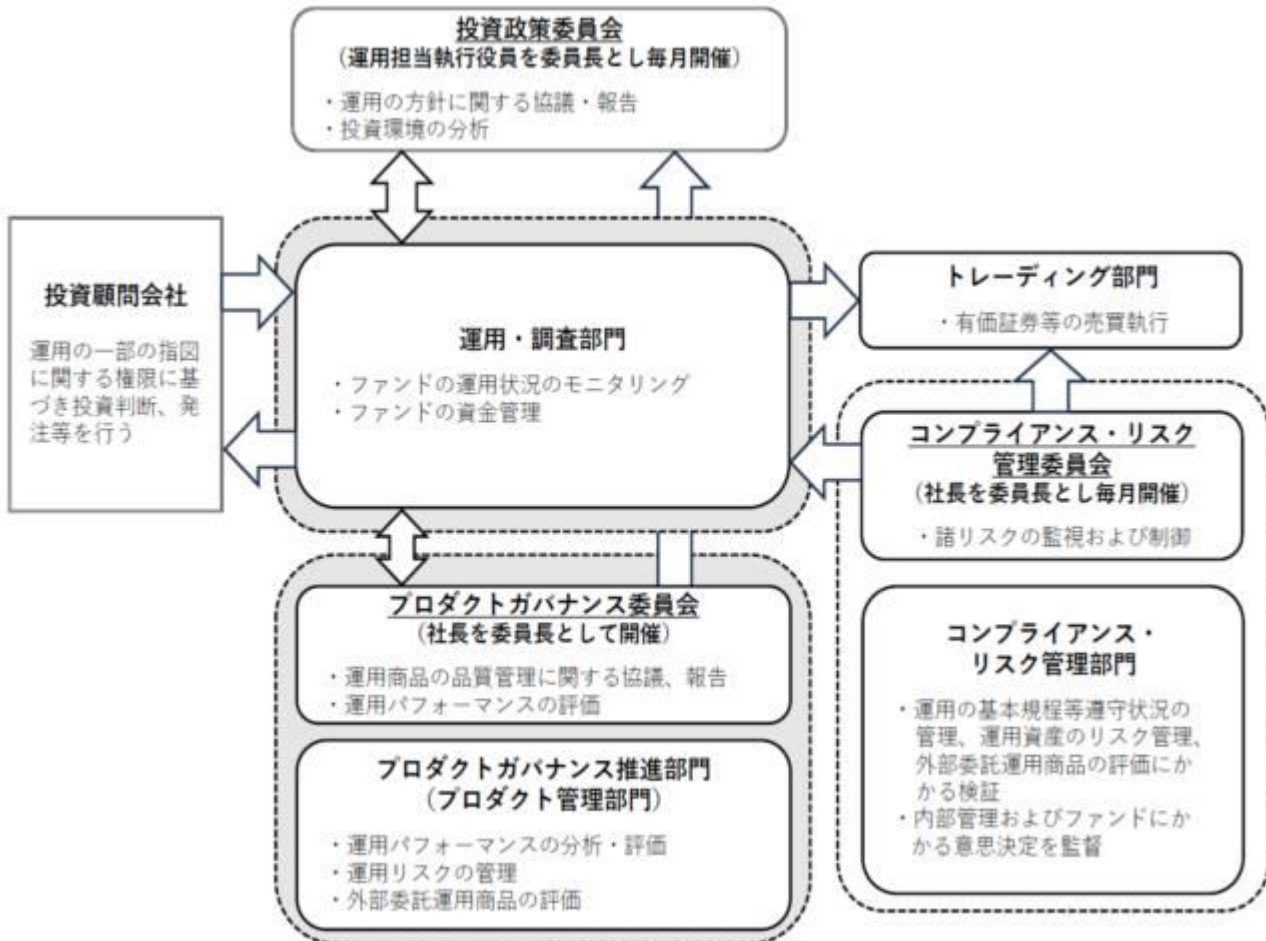 投資政策委員会
（運用担当執行役員を委員長とし毎月開催）
・運用の方針に関する協議・報告
・投資環境の分析
投資顧問会社
運用の一部の指図
に関する権限に基
づき投資判断、発
注等を行う
運用・調査部門
・ファンドの運用状況のモニタリング
・ファンドの資金管理
トレーディング部門
・有価証券等の売買執行
コンプライアンス・リスク
管理委員会
（社長を委員長とし毎月開催）
・諸リスクの監視および制御
プロダクトガバナンス委員会
（社長を委員長として開催）
・運用商品の品質管理に関する協議、報告
・運用パフォーマンスの評価
プロダクトガバナンス推進部門
（プロダクト管理部門）
・運用パフォーマンスの分析・評価
・運用リスクの管理
・外部委託運用商品の評価
コンプライアンス・
リスク管理部門
・運用の基本規程等遵守状況の
管理、運用資産のリスク管理、
外部委託運用商品の評価にか
かる検証
・内部管理およびファンドにか
かる意思決定を監督